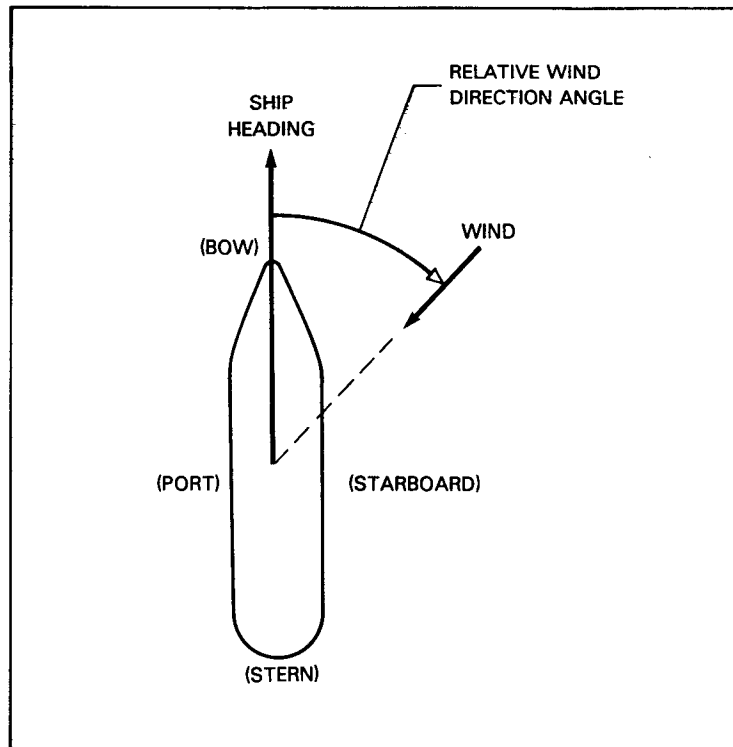 RELATIVE WIND
DIRECTION ANGLE
SHIP
HEADING
WIND
(BOW)
(PORT)
(STARBOARD)
(STERN)